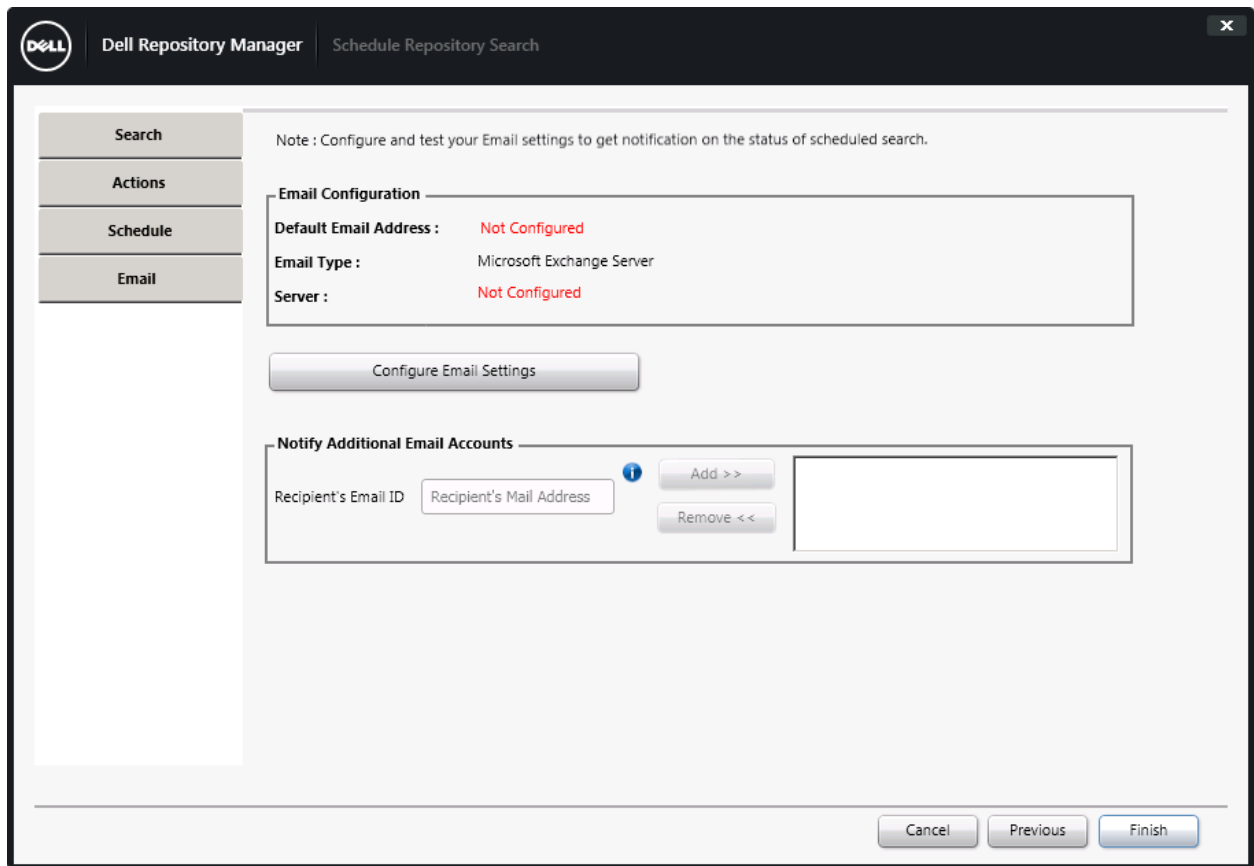 DELL
Dell Repository Manager Schedule Repository Search
x
Search
Actions
Schedule
Email
Note : Configure and test your Email settings to get notification on the status of scheduled search.
Email Configuration
Default Email Address : Not Configured
Email Type : Microsoft Exchange Server
Server : Not Configured
Configure Email Settings
Notify Additional Email Accounts
Recipient's Email ID Recipient's Mail Address i
Add >>
Remove <<
Cancel Previous Finish